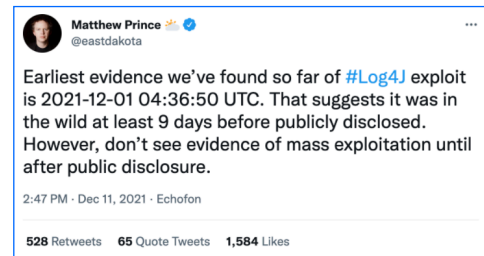 Matthew Prince
@eastdakota
Earliest evidence we’ve found so far of #Log4J exploit
is 2021-12-01 04:36:50 UTC. That suggests it was in
the wild at least 9 days before publicly disclosed.
However, don’t see evidence of mass exploitation until
after public disclosure.
2:47 PM · Dec 11, 2021 · Echofon
528 Retweets 65 Quote Tweets 1,584 Likes